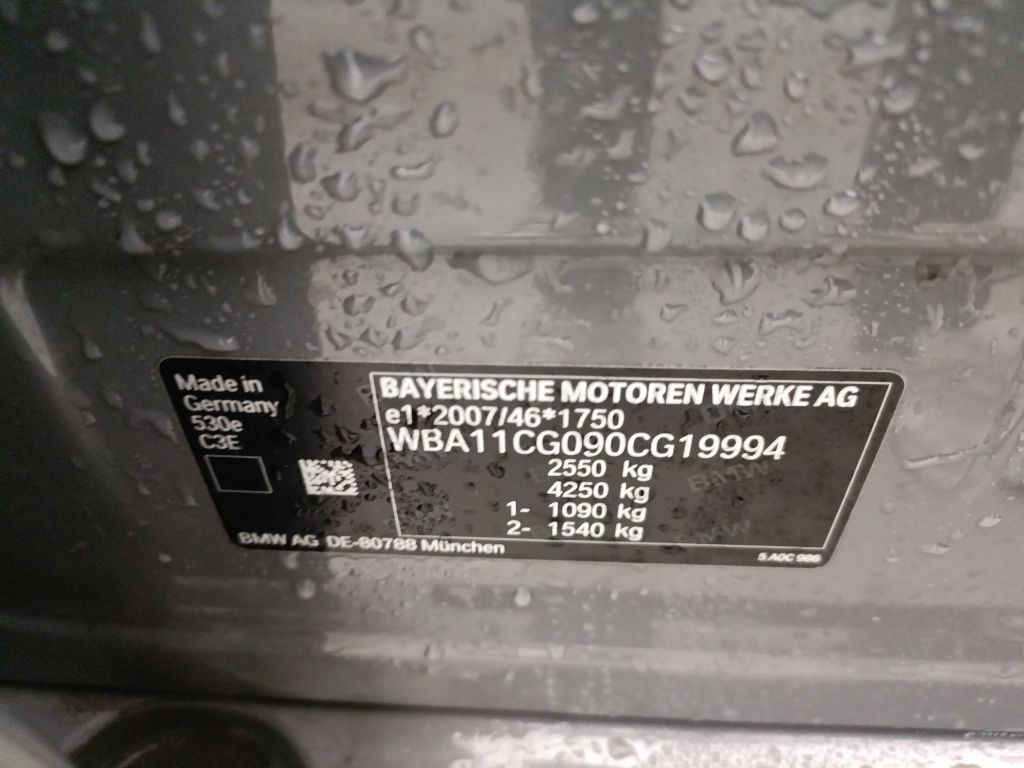 Made in
Germany
530e
C3E
BAYERISCHE MOTOREN WERKE AG
e1*2007/46*1750
WBA11CG090CG19994
2550 kg
4250 kg
1- 1090 kg
2- 1540 kg
BMW AG DE-80788 München
5.A0C 986